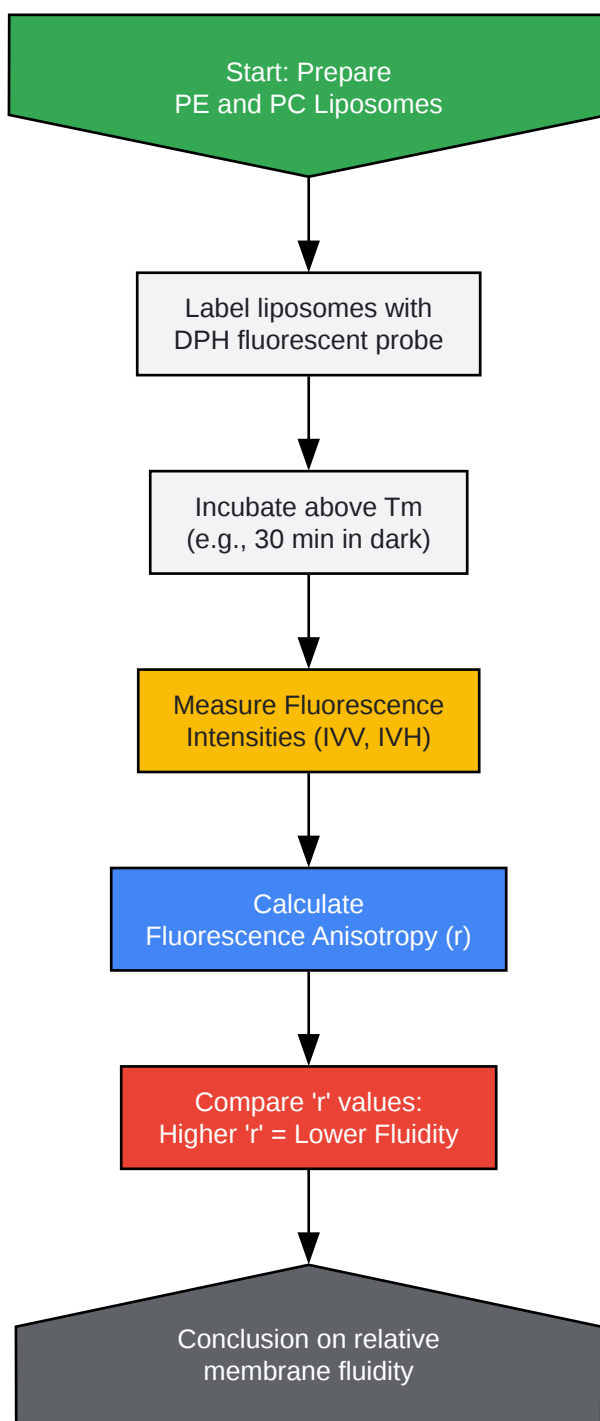 Start: Prepare
PE and PC Liposomes
Label liposomes with
DPH fluorescent probe
Incubate above Tm
(e.g., 30 min in dark)
Measure Fluorescence
Intensities (IVV, IVH)
Calculate
Fluorescence Anisotropy (r)
Compare 'r' values:
Higher 'r' = Lower Fluidity
Conclusion on relative
membrane fluidity